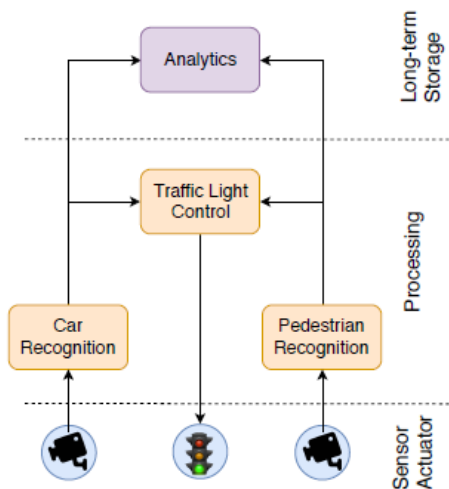 Analytics
Long-term
Storage
Traffic Light
Control
Processing
Car
Recognition
Pedestrian
Recognition
Sensor
Actuator